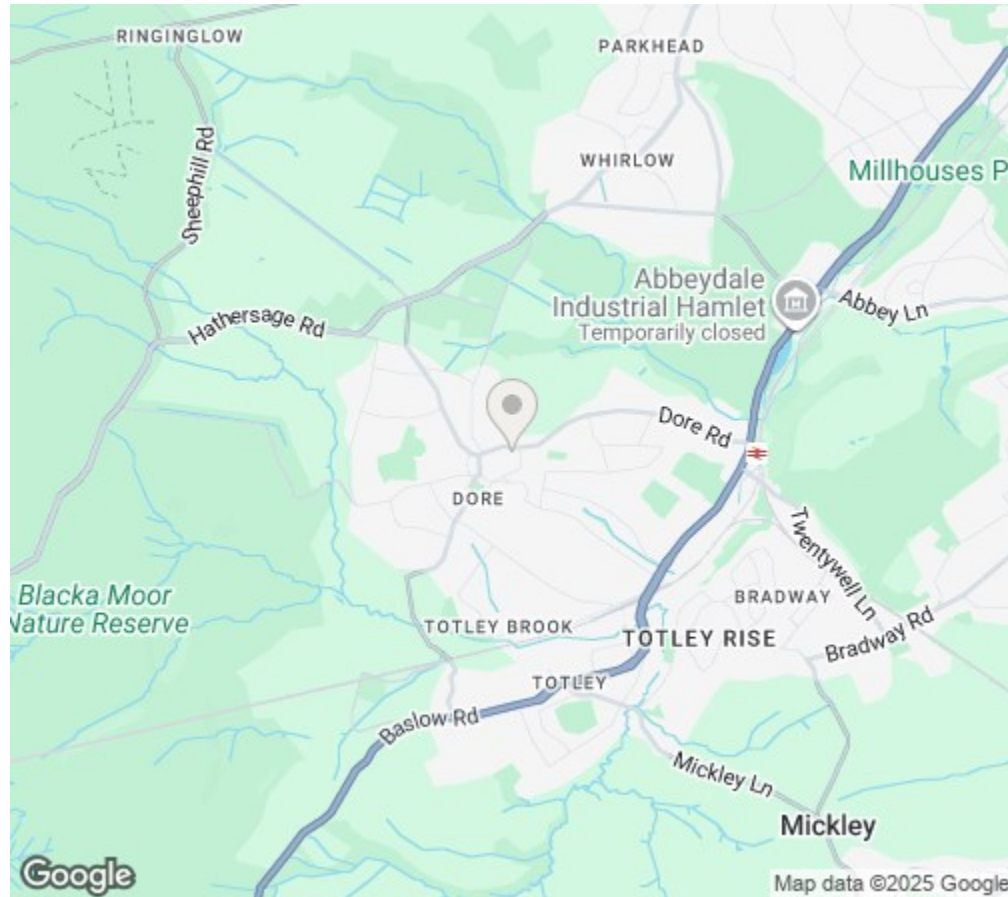 RINGINGLOW
PARKHEAD
Sheephill Rd
WHIRLOW
Millhouses P
Abbeydale
Industrial Hamlet
Temporarily closed
Abbey Ln
Hathersage Rd
Dore Rd
DORE
Twentywell Ln
Blacka Moor
Nature Reserve
BRADWAY
TOTLEY BROOK
TOTLEY RISE
Bradway Rd
TOTLEY
Baslow Rd
Mickley Ln
Mickley
Google
Map data ©2025 Google